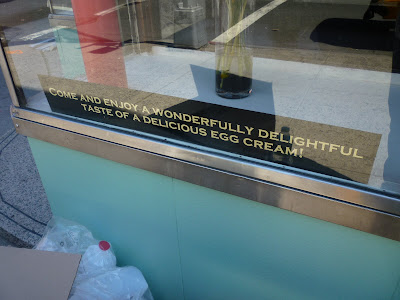 COME AND ENJOY A WONDERFULLY DELIGHTFUL
TASTE OF A DELICIOUS EGG CREAM!